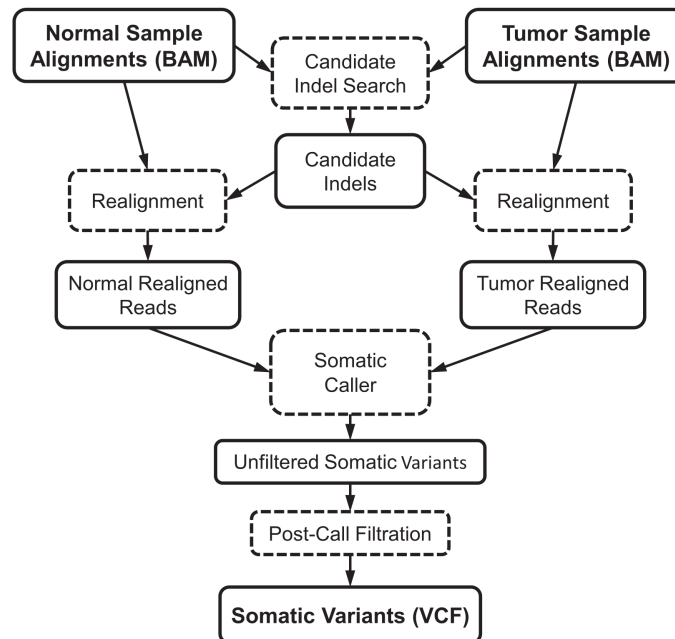 Normal Sample
Alignments (BAM)
Candidate
Indel Search
Tumor Sample
Alignments (BAM)
Candidate
Indels
Realignment
Realignment
Normal Realigned
Reads
Tumor Realigned
Reads
Somatic
Caller
Unfiltered Somatic Variants
Post-Call Filtration
Somatic Variants (VCF)